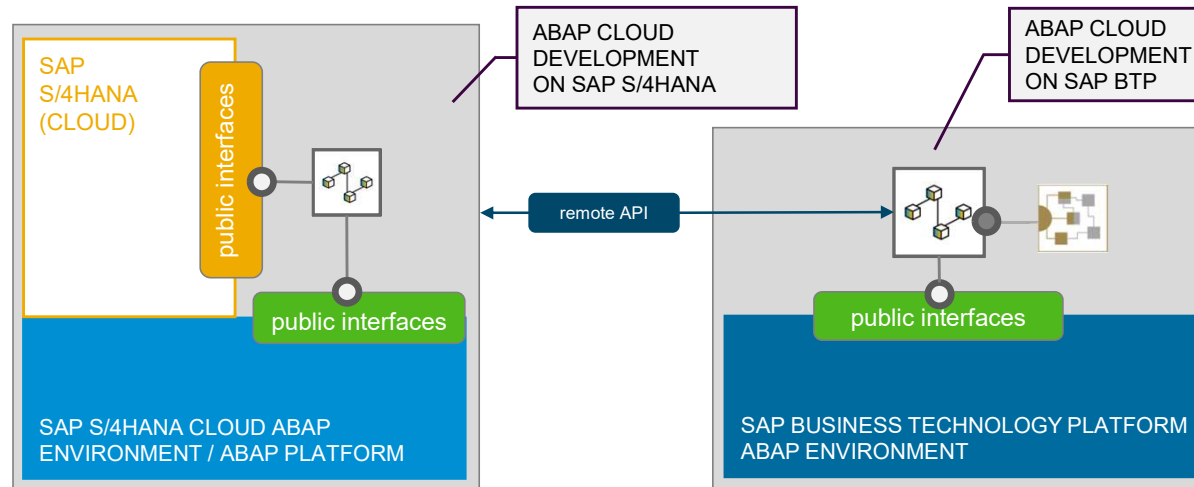 ABAP CLOUD
DEVELOPMENT
ON SAP S/4HANA
ABAP CLOUD
DEVELOPMENT
ON SAP BTP
SAP
S/4HANA
(CLOUD)
public interfaces
remote API
public interfaces
public interfaces
SAP S/4HANA CLOUD ABAP
ENVIRONMENT / ABAP PLATFORM
SAP BUSINESS TECHNOLOGY PLATFORM
ABAP ENVIRONMENT